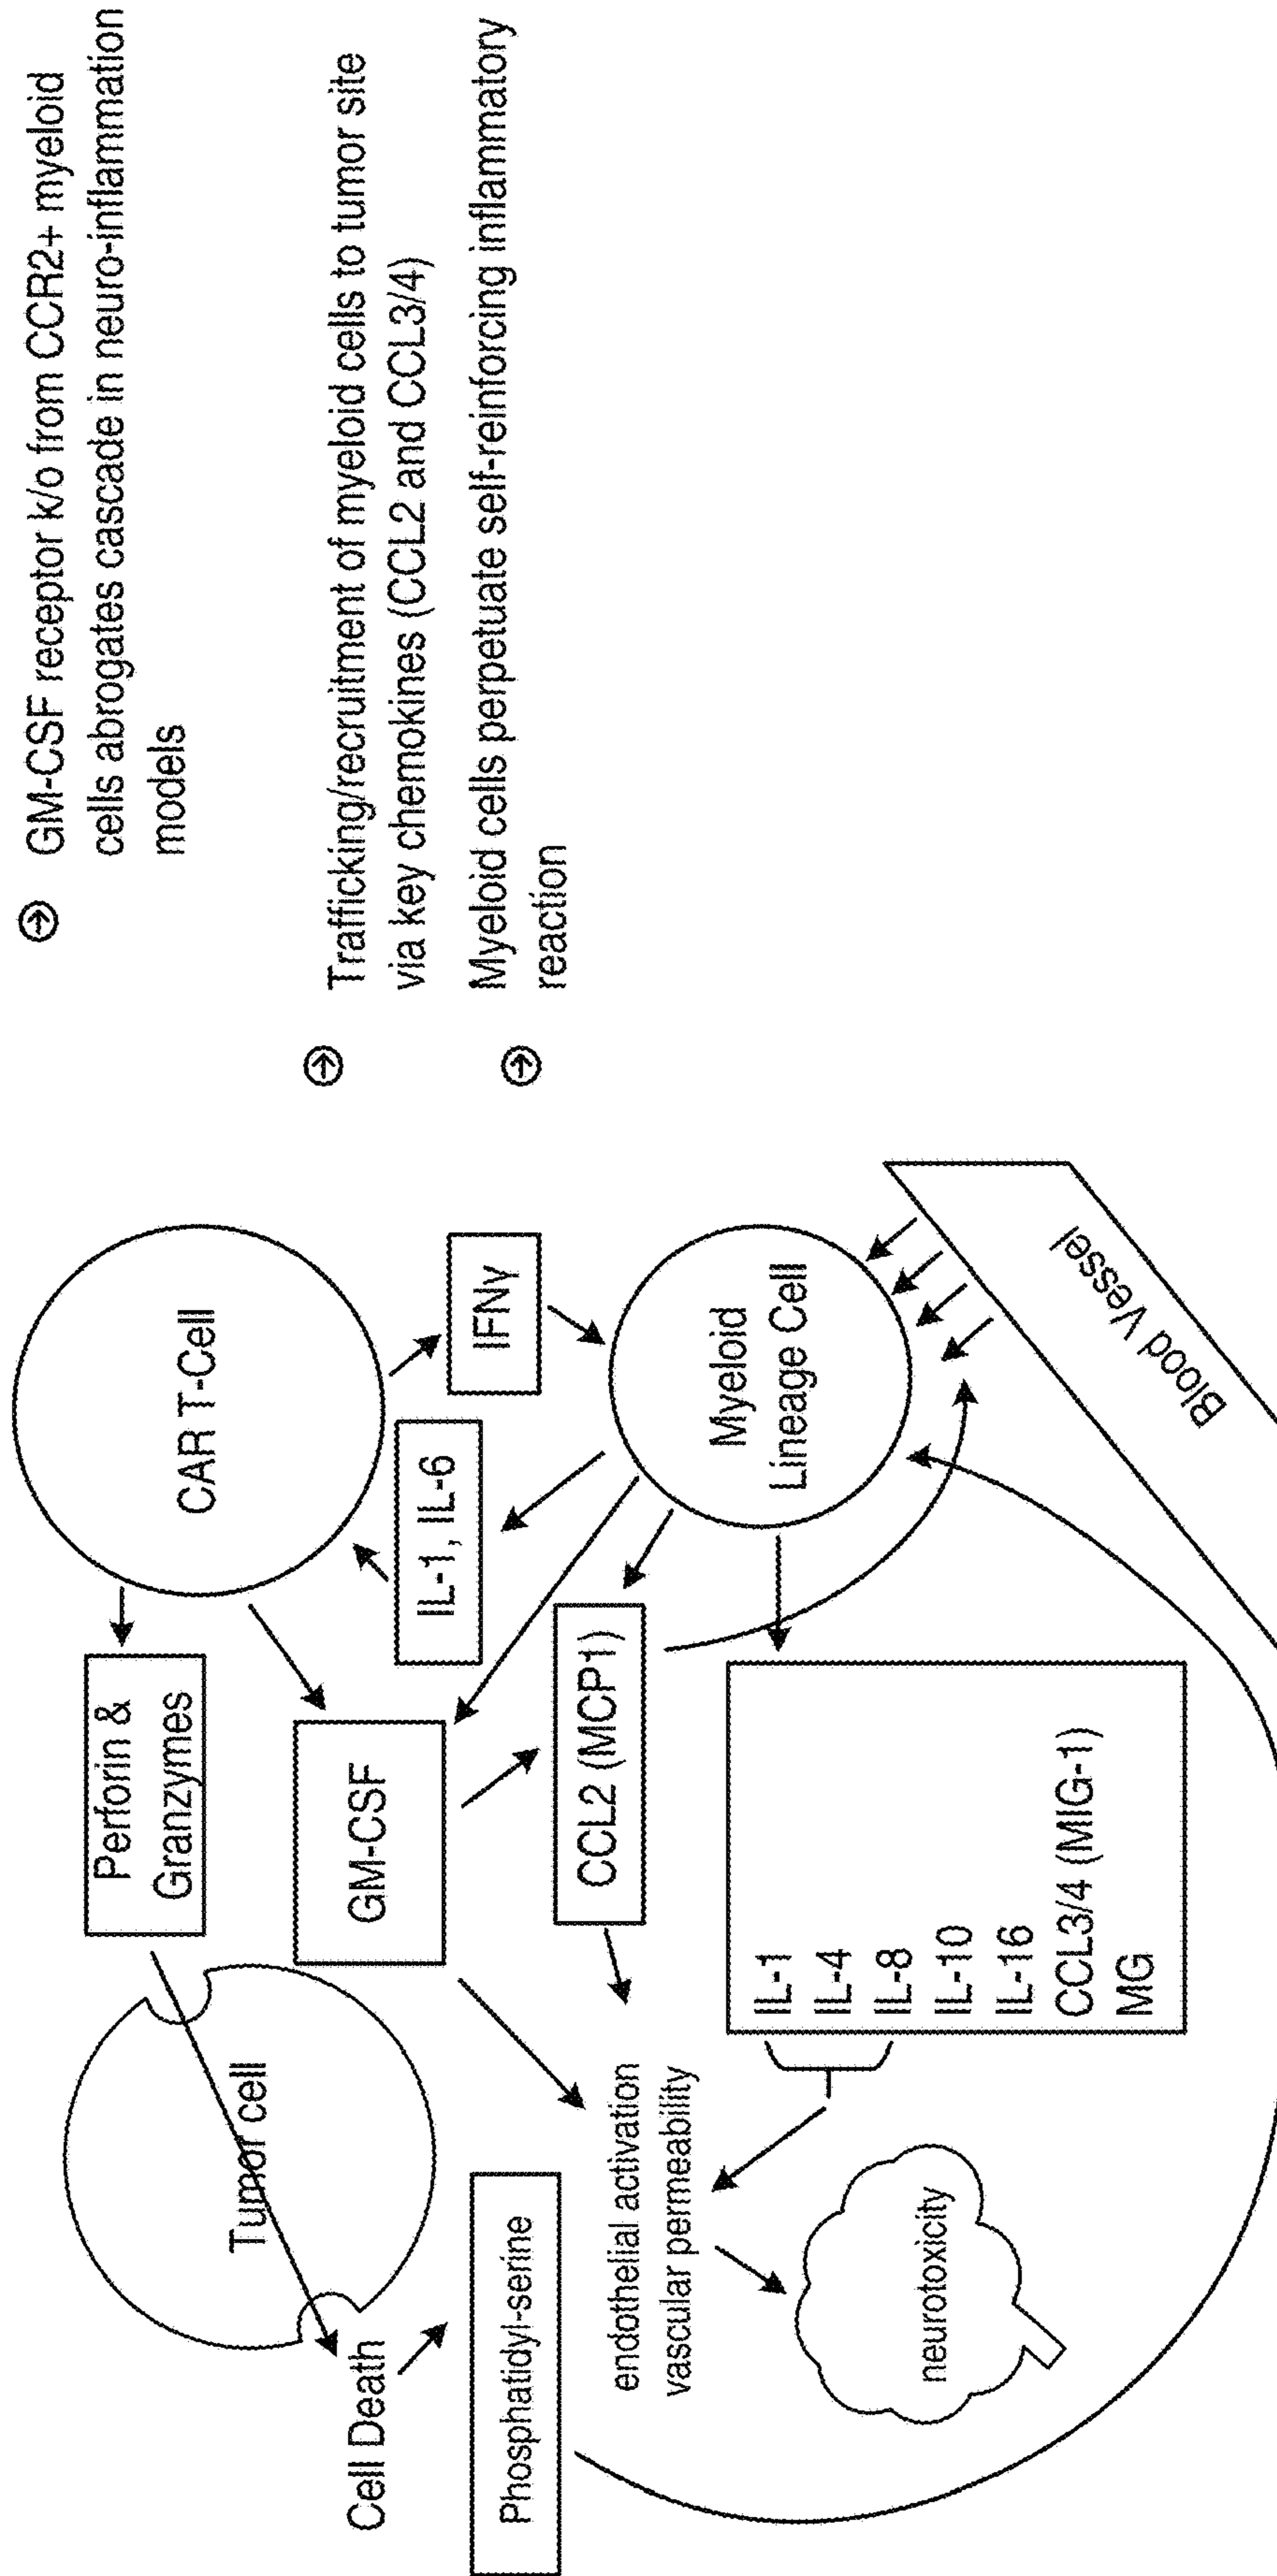 Perforin &
Granzymes
CAR T-Cell
Tumor cell
Cell Death
GM-CSF
IL-1, IL-6
IFNγ
Phosphatidyl-serine
CCL2 (MCP1)
Myeloid
Lineage Cell
endothelial activation
vascular permeability
IL-1
IL-4
IL-8
IL-10
IL-16
CCL3/4 (MIG-1)
MG
neurotoxicity
Blood Vessel
GM-CSF receptor k/o from CCR2+ myeloid
cells abrogates cascade in neuro-inflammation
models
Trafficking/recruitment of myeloid cells to tumor site
via key chemokines (CCL2 and CCL3/4)
Myeloid cells perpetuate self-reinforcing inflammatory
reaction